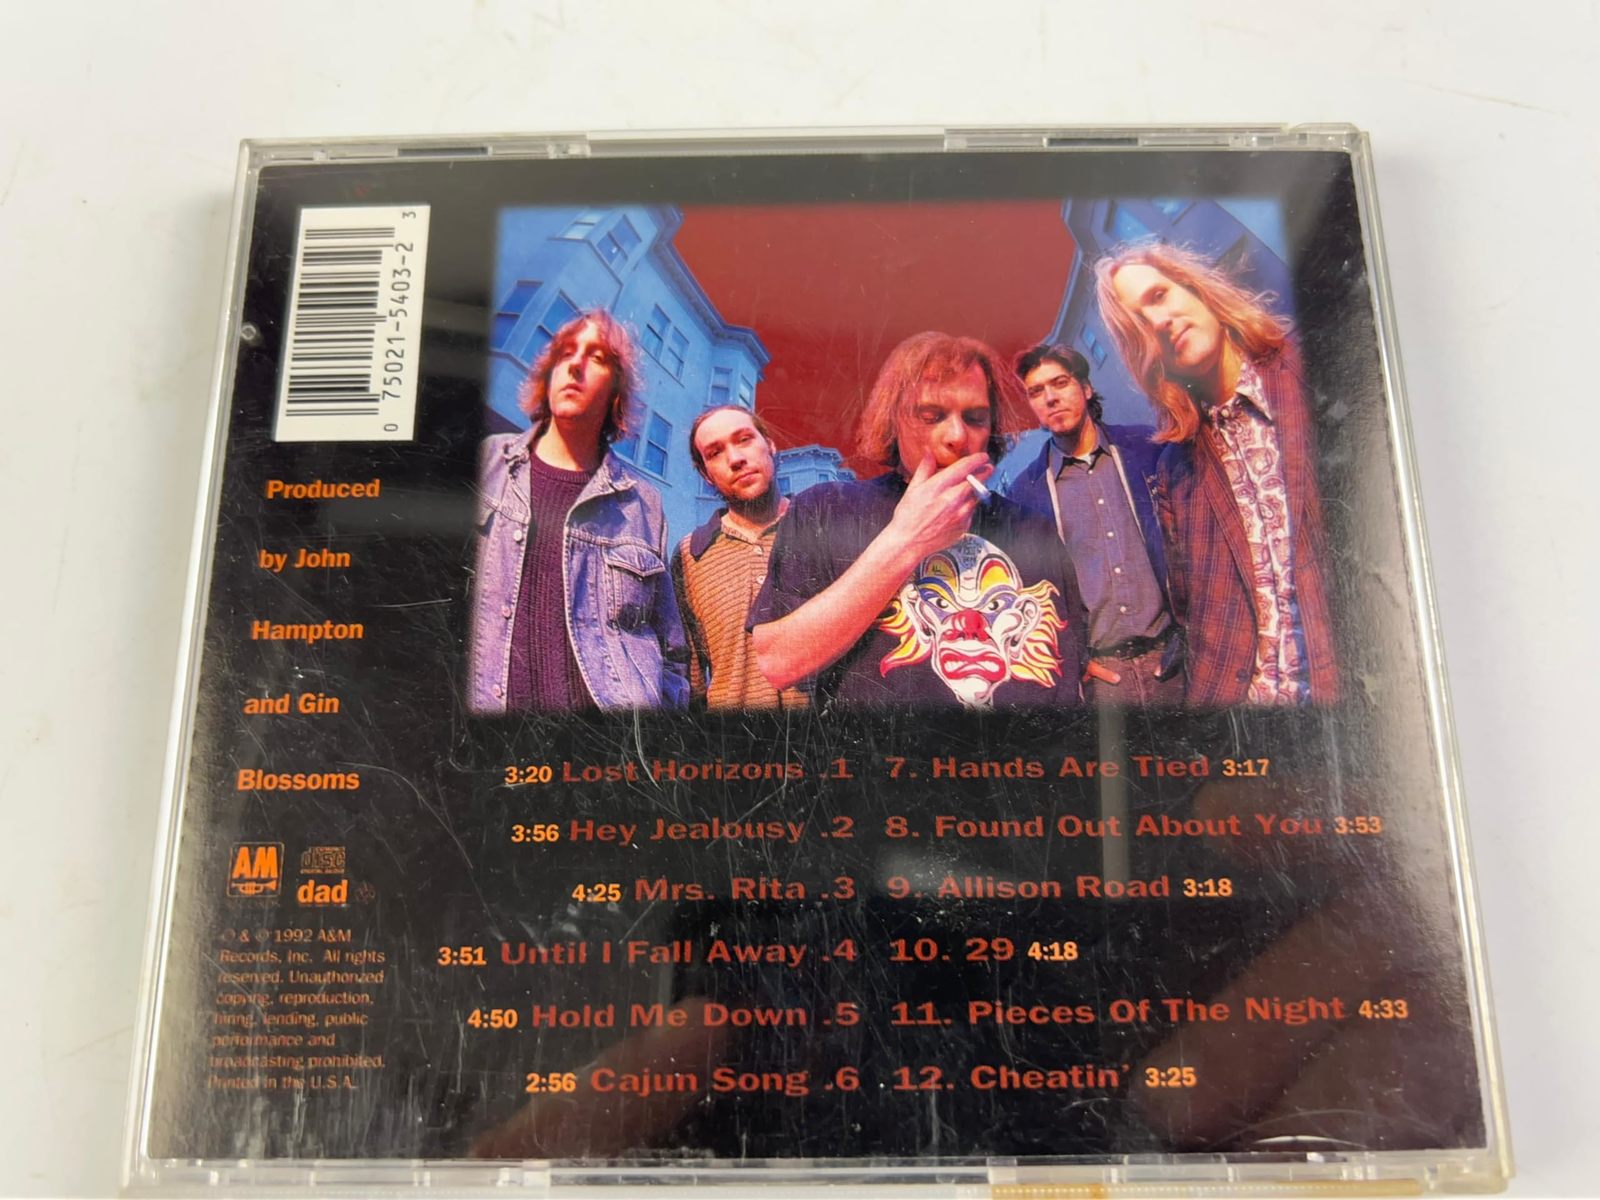 0 75021-5403-2 3
Produced
by John
Hampton
and Gin
Blossoms
3:20 Lost Horizons .1
3:56 Hey Jealousy .2
4:25 Mrs. Rita .3
3:51 Until I Fall Away .4
4:50 Hold Me Down .5
2:56 Cajun Song .6
7. Hands Are Tied 3:17
8. Found Out About You 3:53
9. Allison Road 3:18
10. 29 4:18
11. Pieces Of The Night 4:33
12. Cheatin' 3:25
AM
COMPACT
disc
DIGITAL AUDIO
dad
℗ & © 1992 A&M
Records, Inc. All rights
reserved. Unauthorized
copying, reproduction,
hiring, lending, public
performance and
broadcasting prohibited.
Printed in the U.S.A.